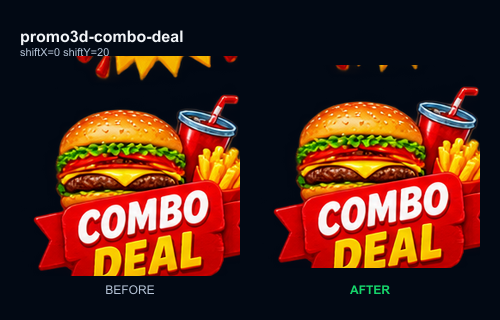 promo3d-combo-deal
shiftX=0 shiftY=20
COMBO
DEAL
COMBO
DEAL
BEFORE
AFTER